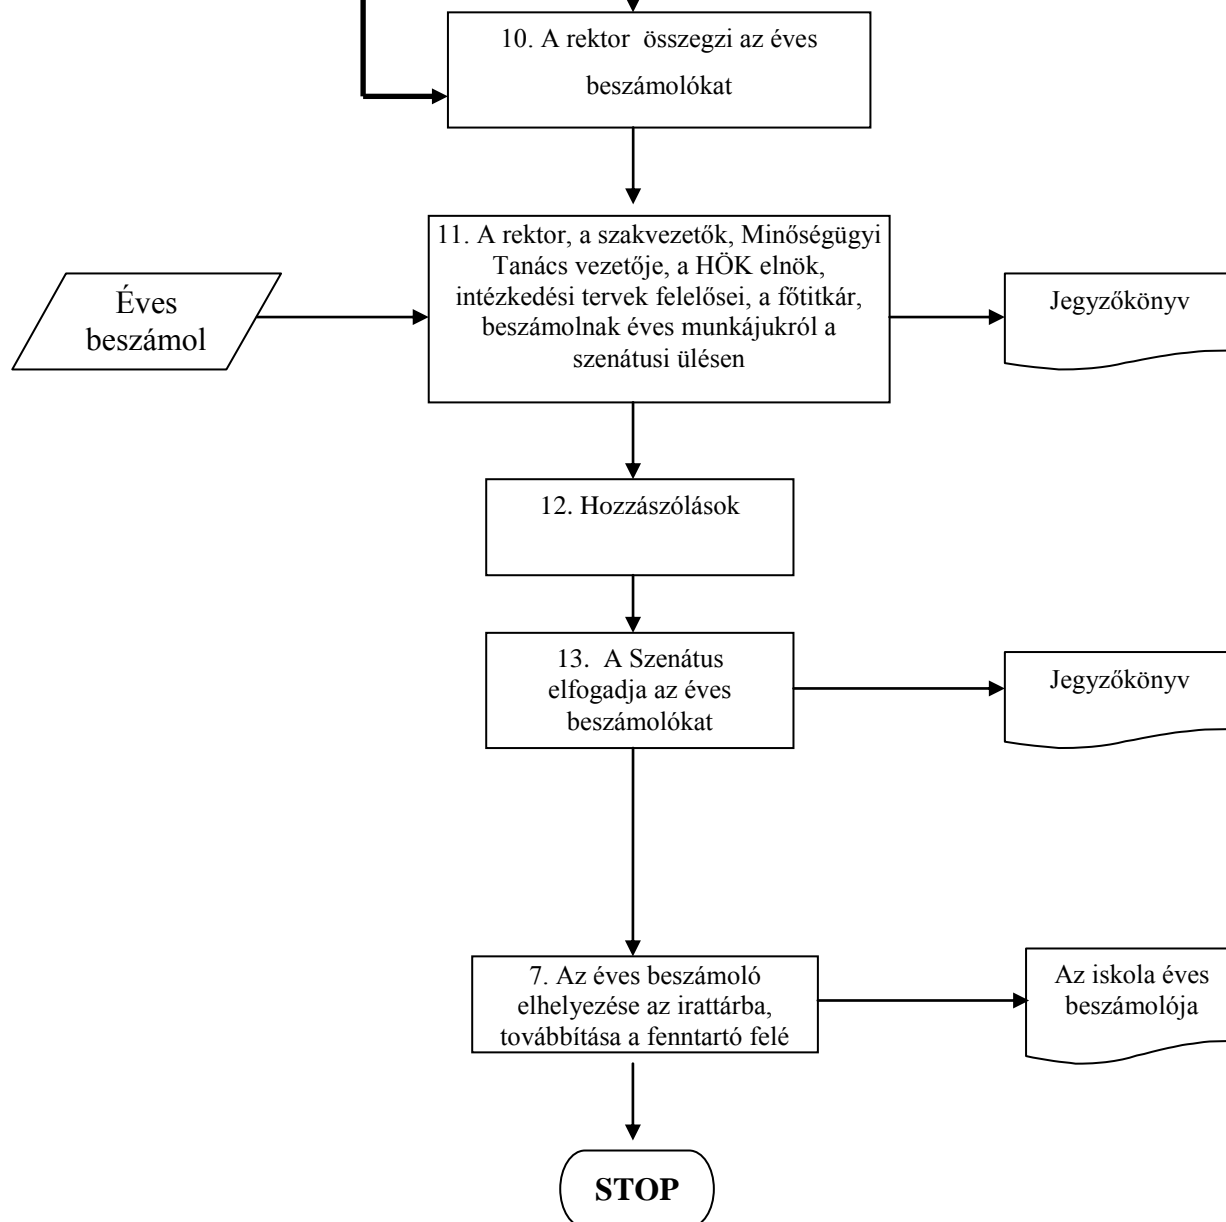 10. A rektor összegzi az éves
beszámolókat
11. A rektor, a szakvezetők, Minőségügyi
Tanács vezetője, a HÖK elnök,
intézkedési tervek felelősei, a főtitkár,
beszámolnak éves munkájukról a
szenátusi ülésen
Éves
beszámol
Jegyzőkönyv
12. Hozzászólások
13. A Szenátus
elfogadja az éves
beszámolókat
Jegyzőkönyv
7. Az éves beszámoló
elhelyezése az irattárba,
továbbítása a fenntartó felé
Az iskola éves
beszámolója
STOP